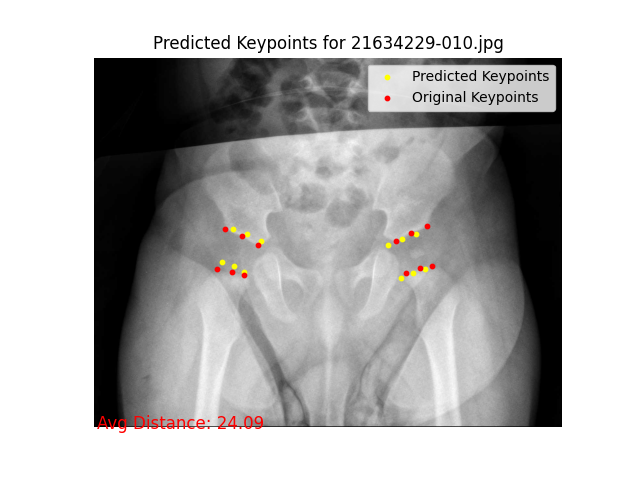 Predicted Keypoints for 21634229-010.jpg
Predicted Keypoints
Original Keypoints
Avg Distance: 24.09